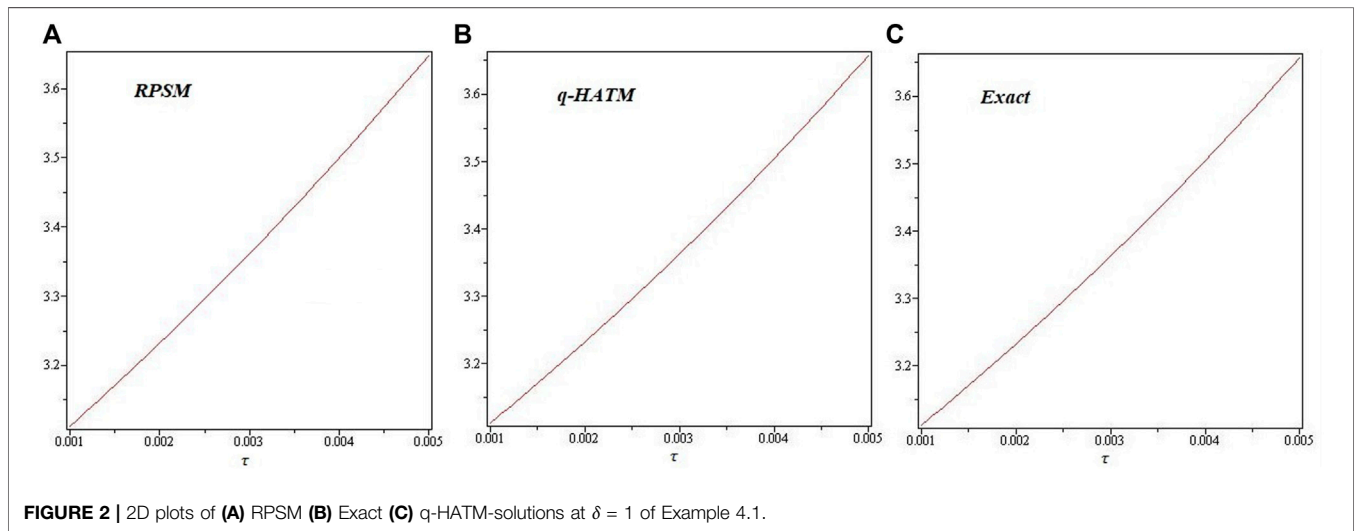 A
RPSM
3.6
3.5
3.4
3.3
3.2
0.001 0.002 0.003 0.004 0.005
τ
B
q-HATM
3.6
3.5
3.4
3.3
3.2
0.001 0.002 0.003 0.004 0.005
τ
C
Exact
3.6
3.5
3.4
3.3
3.2
0.001 0.002 0.003 0.004 0.005
τ
FIGURE 2 | 2D plots of (A) RPSM (B) Exact (C) q-HATM-solutions at δ = 1 of Example 4.1.